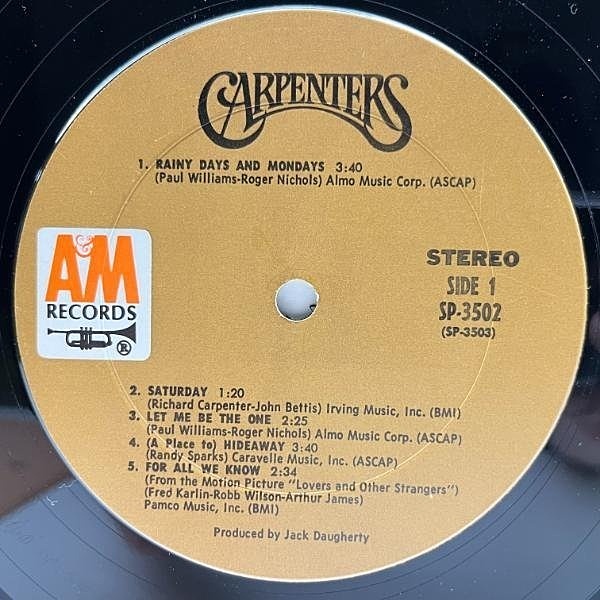 CARPENTERS
1. RAINY DAYS AND MONDAYS 3:40
(Paul Williams-Roger Nichols) Almo Music Corp. (ASCAP)
A&M
RECORDS
®
STEREO
SIDE 1
SP-3502
(SP-3503)
2. SATURDAY 1:20
(Richard Carpenter-John Bettis) Irving Music, Inc. (BMI)
3. LET ME BE THE ONE 2:25
(Paul Williams-Roger Nichols) Almo Music Corp. (ASCAP)
4. (A Place to) HIDEAWAY 3:40
(Randy Sparks) Caravelle Music, Inc. (ASCAP)
5. FOR ALL WE KNOW 2:34
(From the Motion Picture "Lovers and Other Strangers")
(Fred Karlin-Robb Wilson-Arthur James)
Pamco Music, Inc. (BMI)
Produced by Jack Daugherty